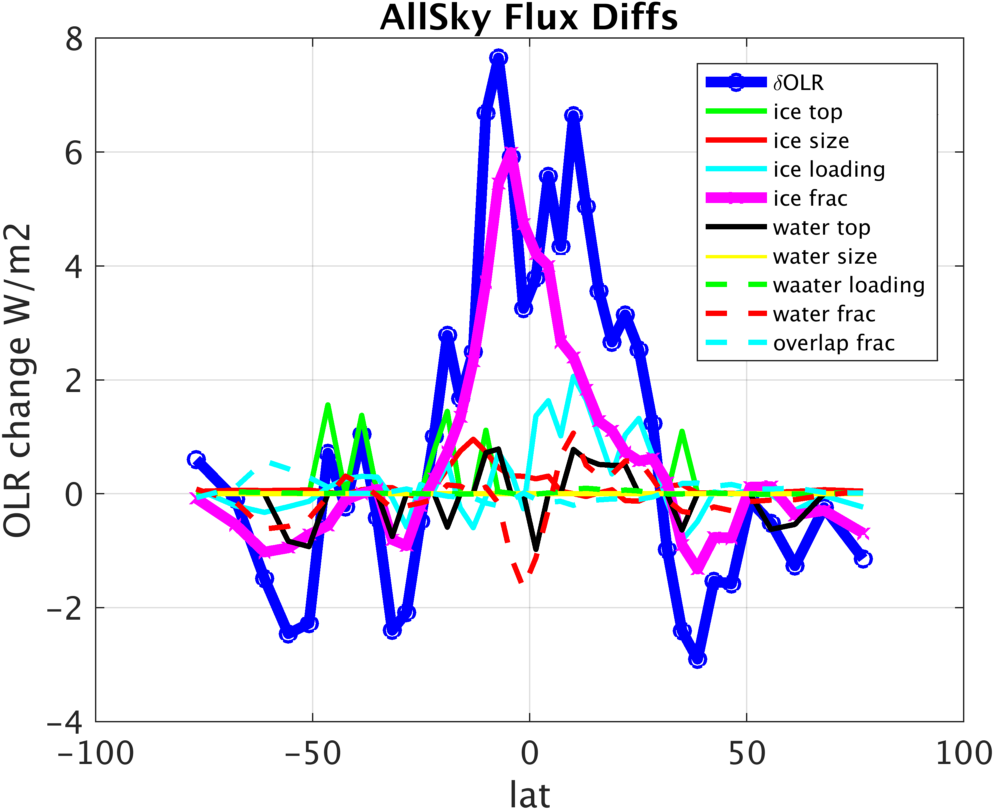 AllSky Flux Diffs
OLR change W/m2
8
6
4
2
0
−2
−4
−100
−50
0
50
100
lat
δOLR
ice top
ice size
ice loading
ice frac
water top
water size
waater loading
water frac
overlap frac